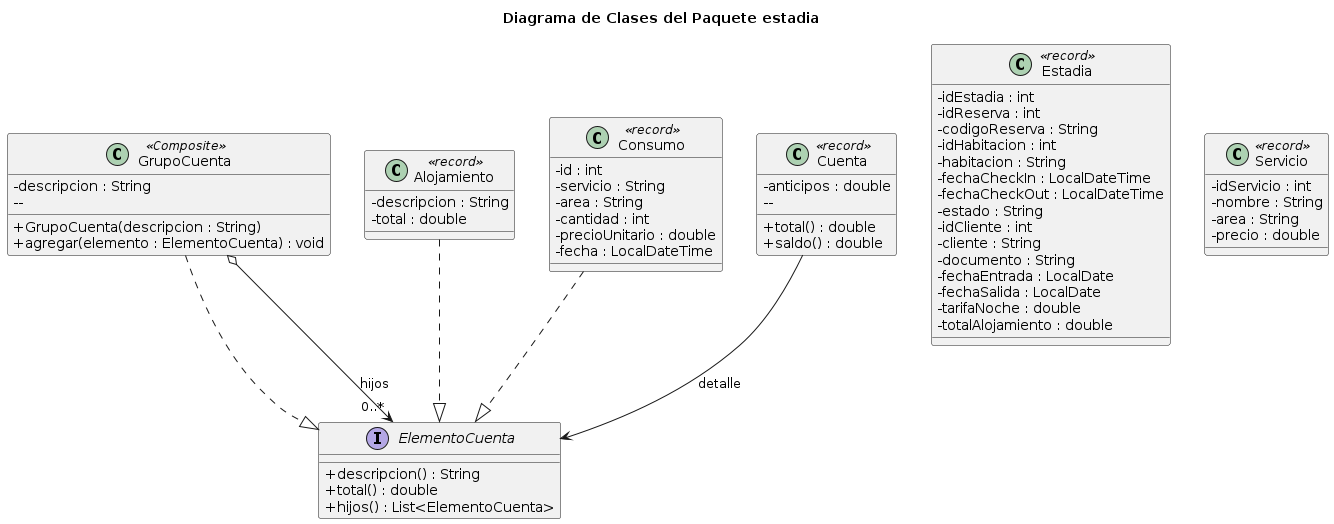 Diagrama de Clases del Paquete estadia
C
«Composite»
GrupoCuenta
-descripcion : String
--
+GrupoCuenta(descripcion : String)
+agregar(elemento : ElementoCuenta) : void
C
«record»
Alojamiento
-descripcion : String
-total : double
C
«record»
Consumo
-id : int
-servicio : String
-area : String
-cantidad : int
-precioUnitario : double
-fecha : LocalDateTime
C
«record»
Cuenta
-anticipos : double
--
+total() : double
+saldo() : double
C
«record»
Estadia
-idEstadia : int
-idReserva : int
-codigoReserva : String
-idHabitacion : int
-habitacion : String
-fechaCheckIn : LocalDateTime
-fechaCheckOut : LocalDateTime
-estado : String
-idCliente : int
-cliente : String
-documento : String
-fechaEntrada : LocalDate
-fechaSalida : LocalDate
-tarifaNoche : double
-totalAlojamiento : double
C
«record»
Servicio
-idServicio : int
-nombre : String
-area : String
-precio : double
hijos
0..*
detalle
I
ElementoCuenta
+descripcion() : String
+total() : double
+hijos() : List<ElementoCuenta>